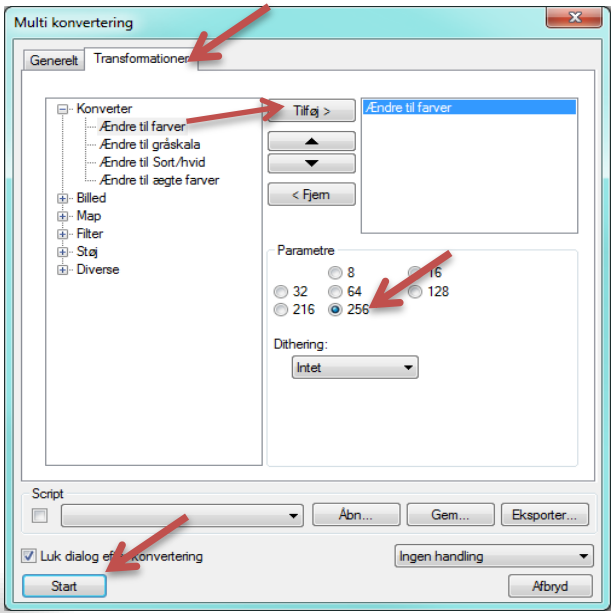 Multi konvertering
Generelt
Transformationer
Konverter
Ændre til farver
Ændre til gråskala
Ændre til Sort/hvid
Ændre til ægte farver
Billed
Map
Filter
Støj
Diverse
Tilføj >
< Fjern
Ændre til farver
Parametre
8 16
32 64 128
216 256
Dithering:
Intet
Script
Åbn... Gem... Eksporter...
Luk dialog efter konvertering
Ingen handling
Start
Afbryd